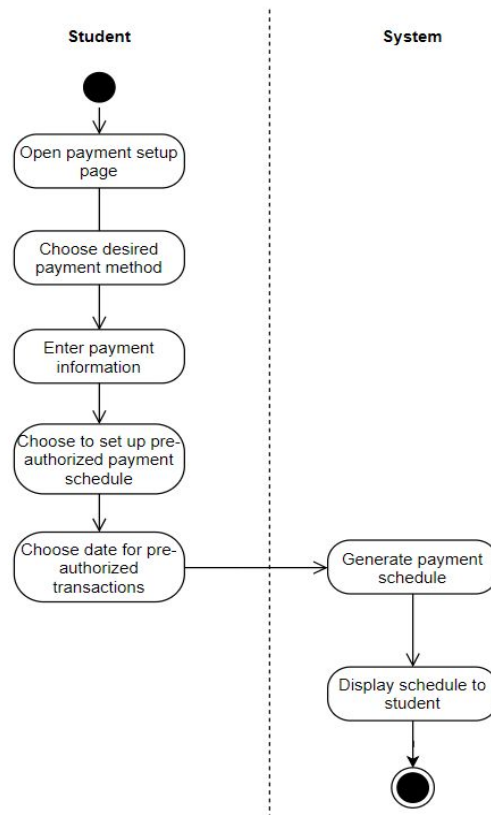 Student
System
Open payment setup
page
Choose desired
payment method
Enter payment
information
Choose to set up pre-
authorized payment
schedule
Choose date for pre-
authorized
transactions
Generate payment
schedule
Display schedule to
student